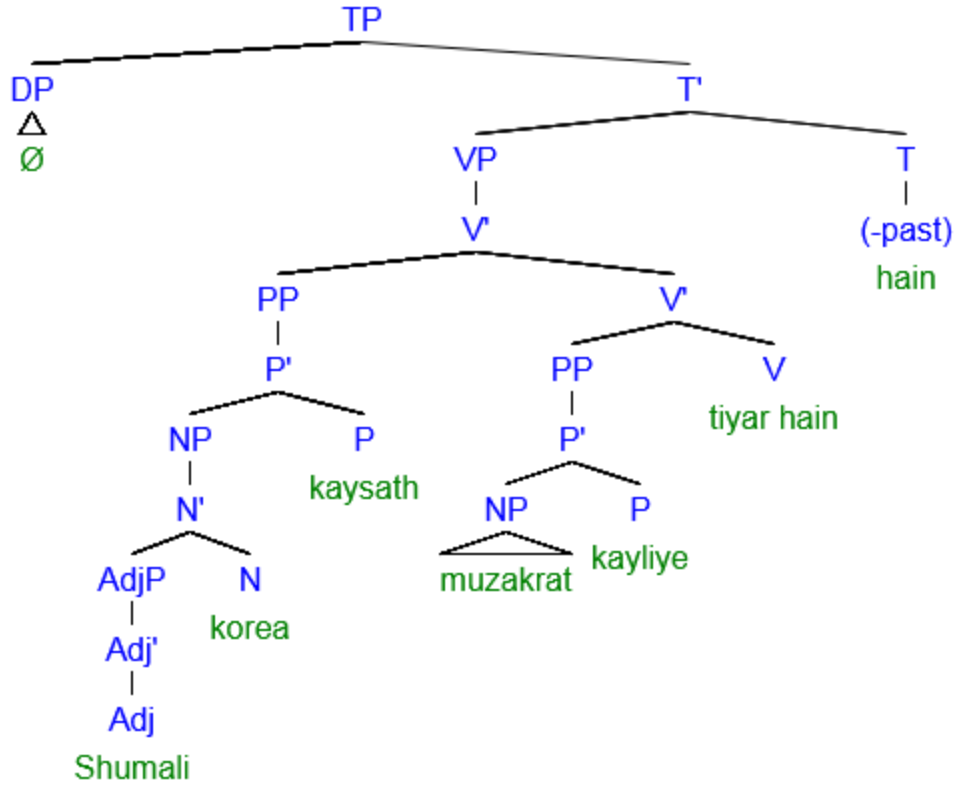 TP
DP T'
Ø VP T
V' (-past)
hain
PP V'
P' PP V
tiyar hain
NP P P'
kaysath
N' NP P
AdjP N muzakrat kayliye
korea
Adj'
Adj
Shumali